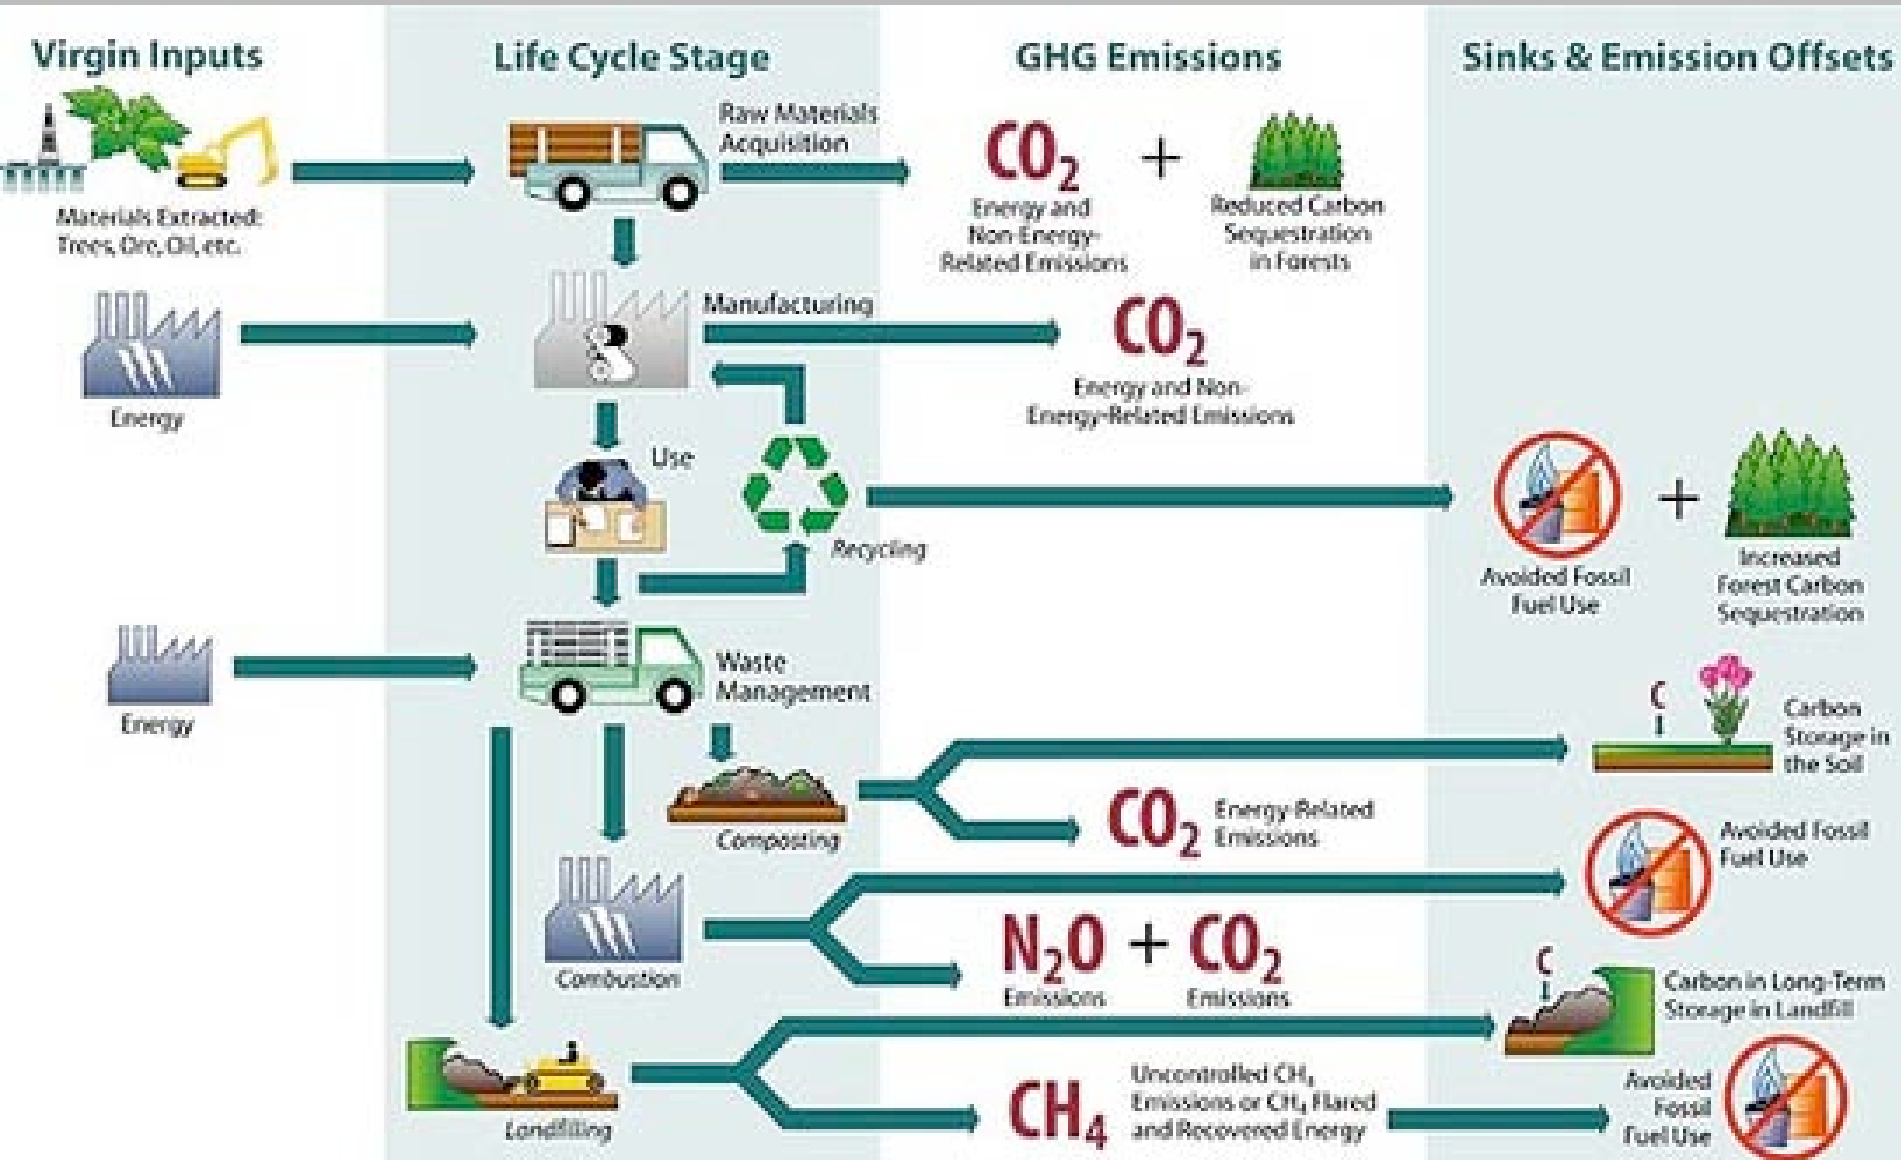 Virgin Inputs
Life Cycle Stage
GHG Emissions
Sinks & Emission Offsets
Materials Extracted:
Trees, Ore, Oil, etc.
Raw Materials
Acquisition
CO2
Energy and
Non-Energy-
Related Emissions
+
Reduced Carbon
Sequestration
in Forests
Energy
Manufacturing
CO2
Energy and Non-
Energy-Related Emissions
Use
Recycling
Avoided Fossil
Fuel Use
+
Increased
Forest Carbon
Sequestration
Energy
Waste
Management
Composting
C
Carbon
Storage in
the Soil
CO2
Energy-Related
Emissions
Combustion
Avoided Fossil
Fuel Use
N2O + CO2
Emissions
Emissions
C
Carbon in Long-Term
Storage in Landfill
Landfilling
CH4
Uncontrolled CH4
Emissions or CH4 Flared
and Recovered Energy
Avoided
Fossil
Fuel Use